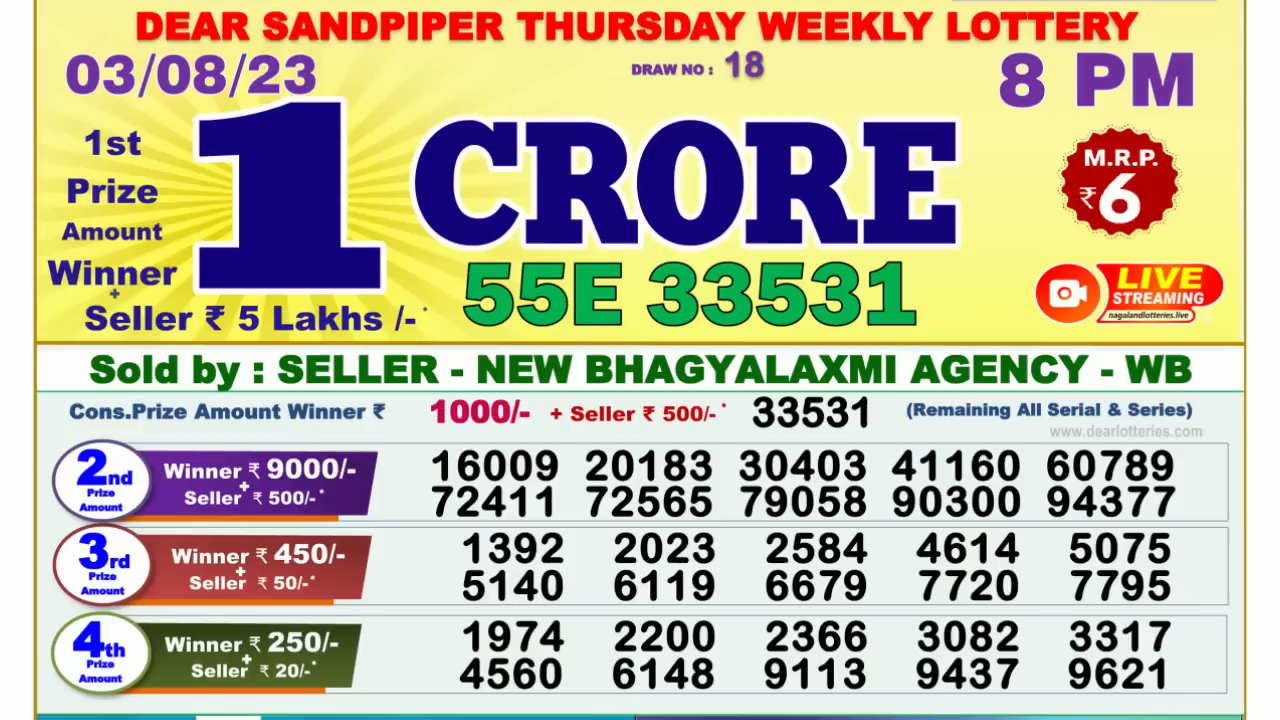 DEAR SANDPIPER THURSDAY WEEKLY LOTTERY
03/08/23
DRAW NO : 18
8 PM
1st
Prize
Amount
Winner
+
Seller ₹ 5 Lakhs /-*
1 CRORE
55E 33531
M.R.P.
₹6
LIVE
STREAMING
nagalandlotteries.live
Sold by : SELLER - NEW BHAGYALAXMI AGENCY - WB
Cons.Prize Amount Winner ₹ 1000/- + Seller ₹ 500/-* 33531 (Remaining All Serial & Series)
www.dearlotteries.com
2nd
Prize
Amount
Winner ₹ 9000/-
+
Seller ₹ 500/-*
16009 20183 30403 41160 60789
72411 72565 79058 90300 94377
3rd
Prize
Amount
Winner ₹ 450/-
+
Seller ₹ 50/-*
1392 2023 2584 4614 5075
5140 6119 6679 7720 7795
4th
Prize
Amount
Winner ₹ 250/-
+
Seller ₹ 20/-*
1974 2200 2366 3082 3317
4560 6148 9113 9437 9621